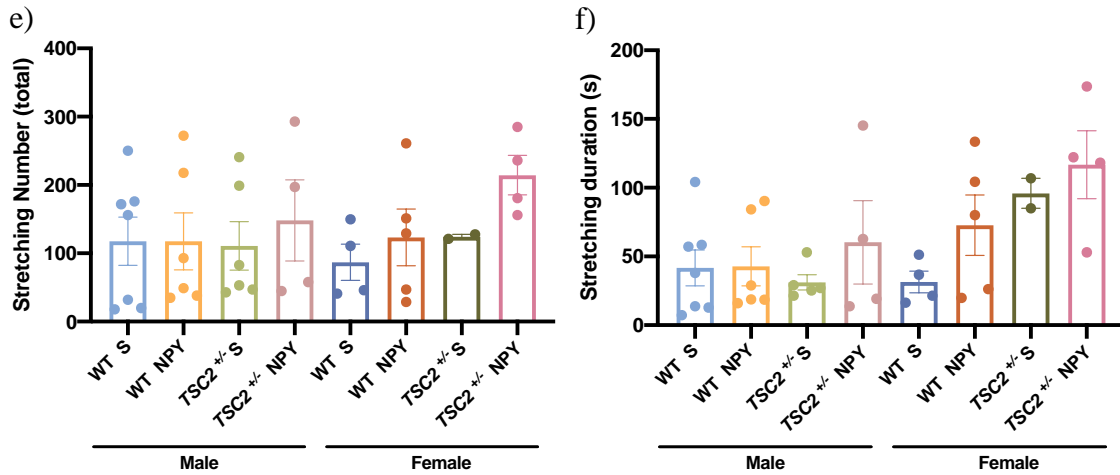 e)
Stretching Number (total)
400
300
200
100
0
WT S
WT NPY
TSC2 +/- S
TSC2 +/- NPY
WT S
WT NPY
TSC2 +/- S
TSC2 +/- NPY
Male
Female
f)
Stretching duration (s)
200
150
100
50
0
WT S
WT NPY
TSC2 +/- S
TSC2 +/- NPY
WT S
WT NPY
TSC2 +/- S
TSC2 +/- NPY
Male
Female